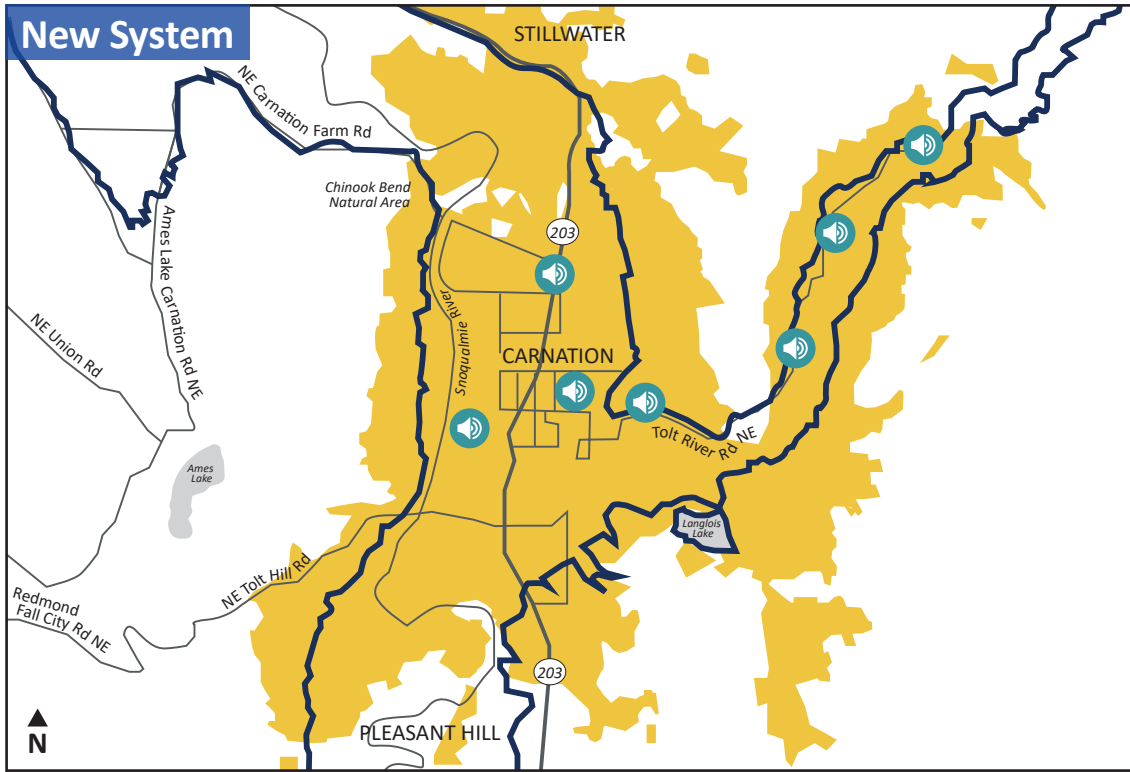 New System
STILLWATER
NE Carnation Farm Rd
Chinook Bend
Natural Area
203
Ames Lake Carnation Rd NE
Snoqualmie River
NE Union Rd
CARNATION
Tolt River Rd NE
Ames
Lake
Langlois
Lake
NE Tolt Hill Rd
Redmond
Fall City Rd NE
203
PLEASANT HILL
N